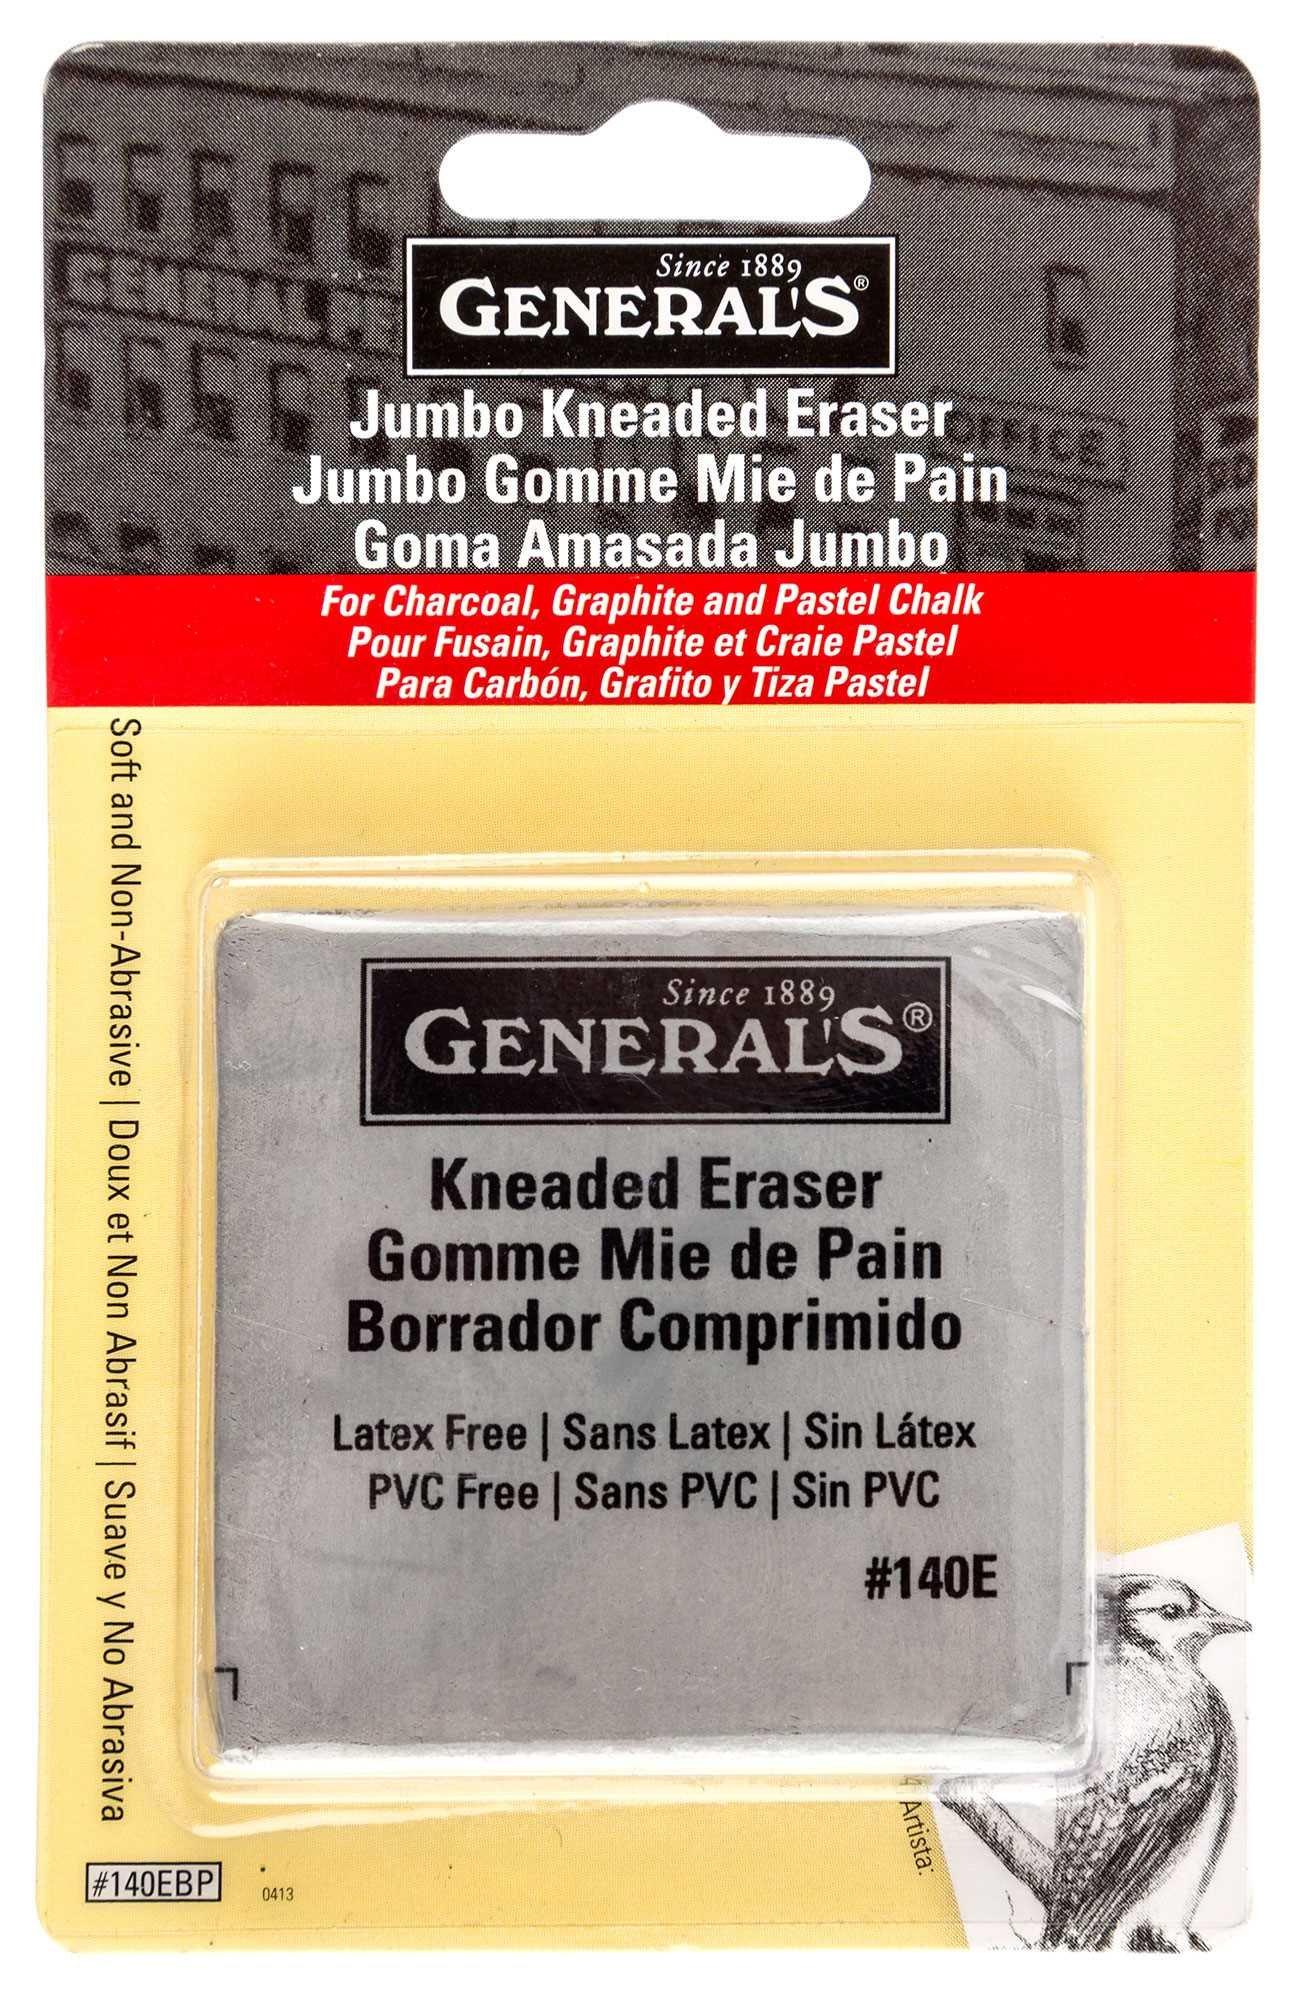 Since 1889
GENERAL'S®
Jumbo Kneaded Eraser
Jumbo Gomme Mie de Pain
Goma Amasada Jumbo
For Charcoal, Graphite and Pastel Chalk
Pour Fusain, Graphite et Craie Pastel
Para Carbón, Grafito y Tiza Pastel
GENERAL
OFFICE
Soft and Non-Abrasive | Doux et Non Abrasif | Suave y No Abrasiva
Since 1889
GENERAL'S®
Kneaded Eraser
Gomme Mie de Pain
Borrador Comprimido
Latex Free | Sans Latex | Sin Látex
PVC Free | Sans PVC | Sin PVC
#140E
Artista:
#140EBP
0413